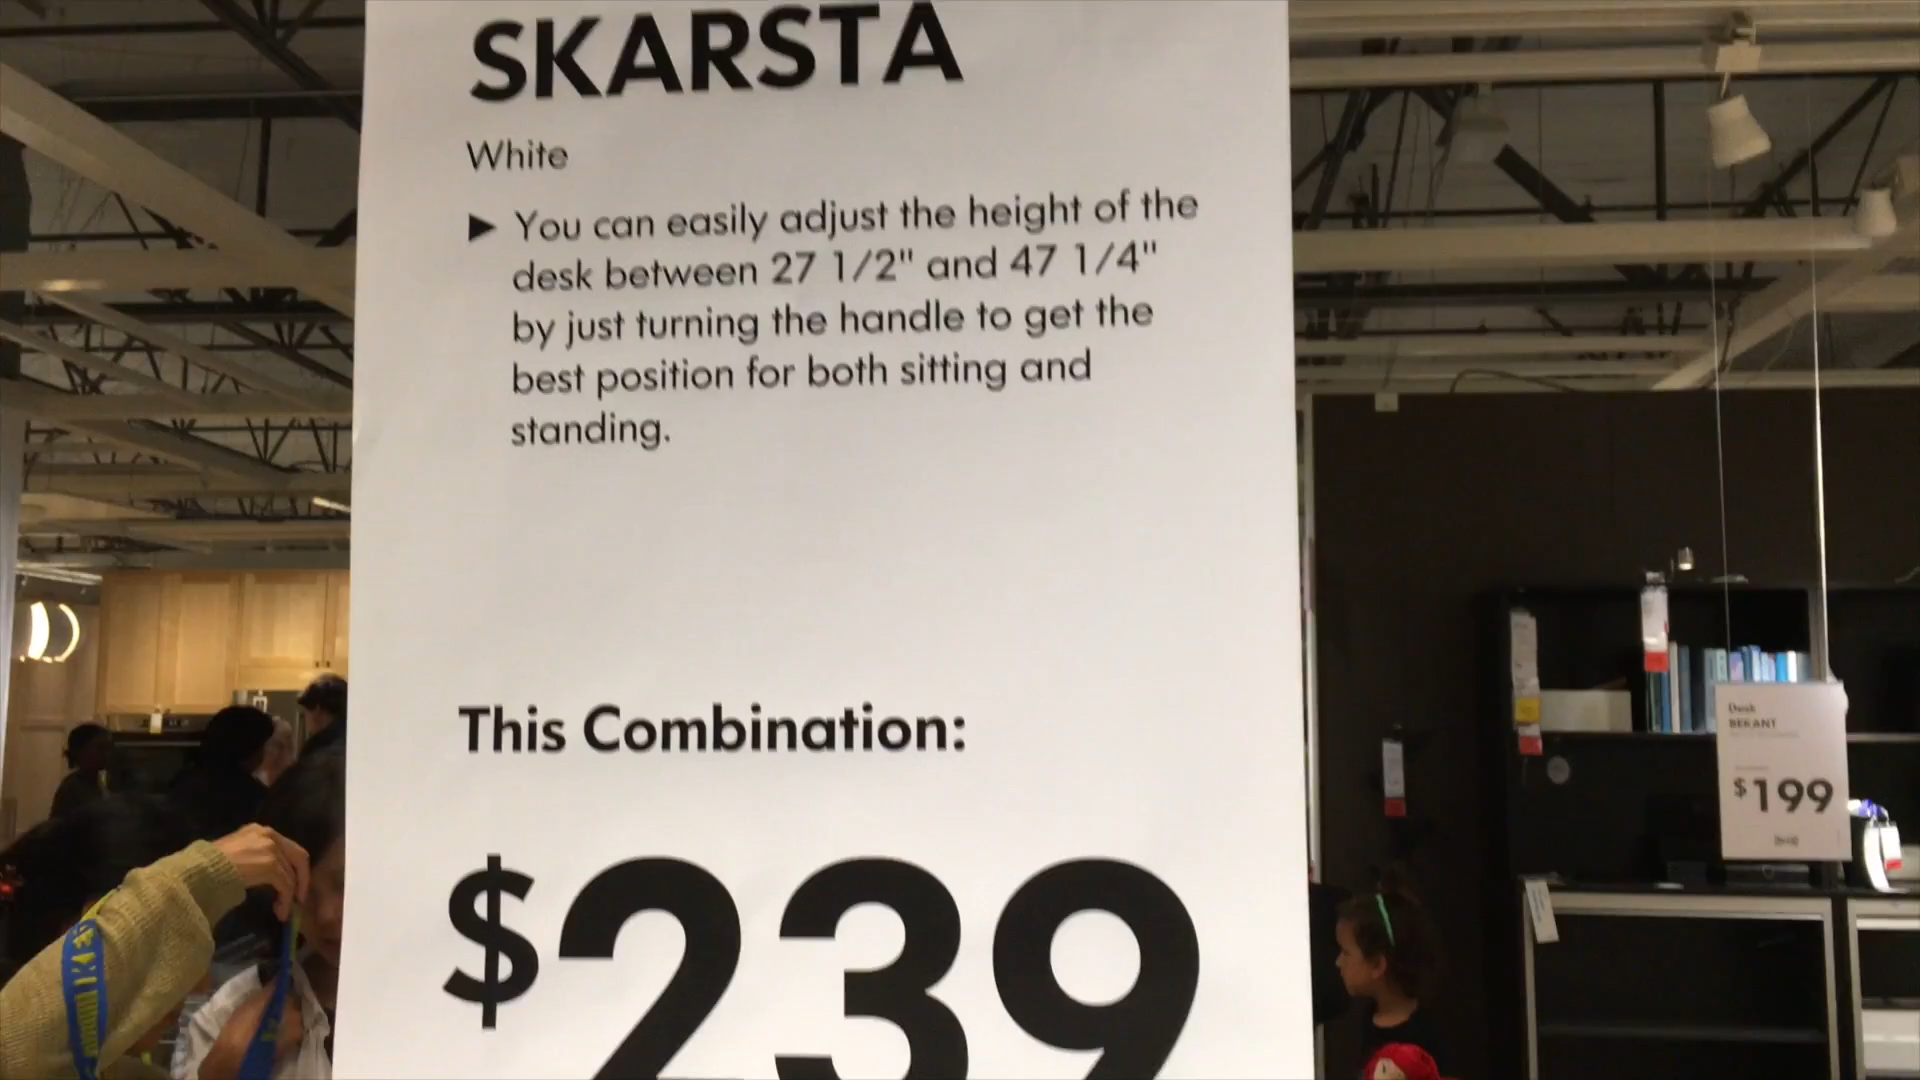 SKARSTA
White
► You can easily adjust the height of the
desk between 27 1/2" and 47 1/4"
by just turning the handle to get the
best position for both sitting and
standing.
This Combination:
$239
Desk
BEKANT
$199